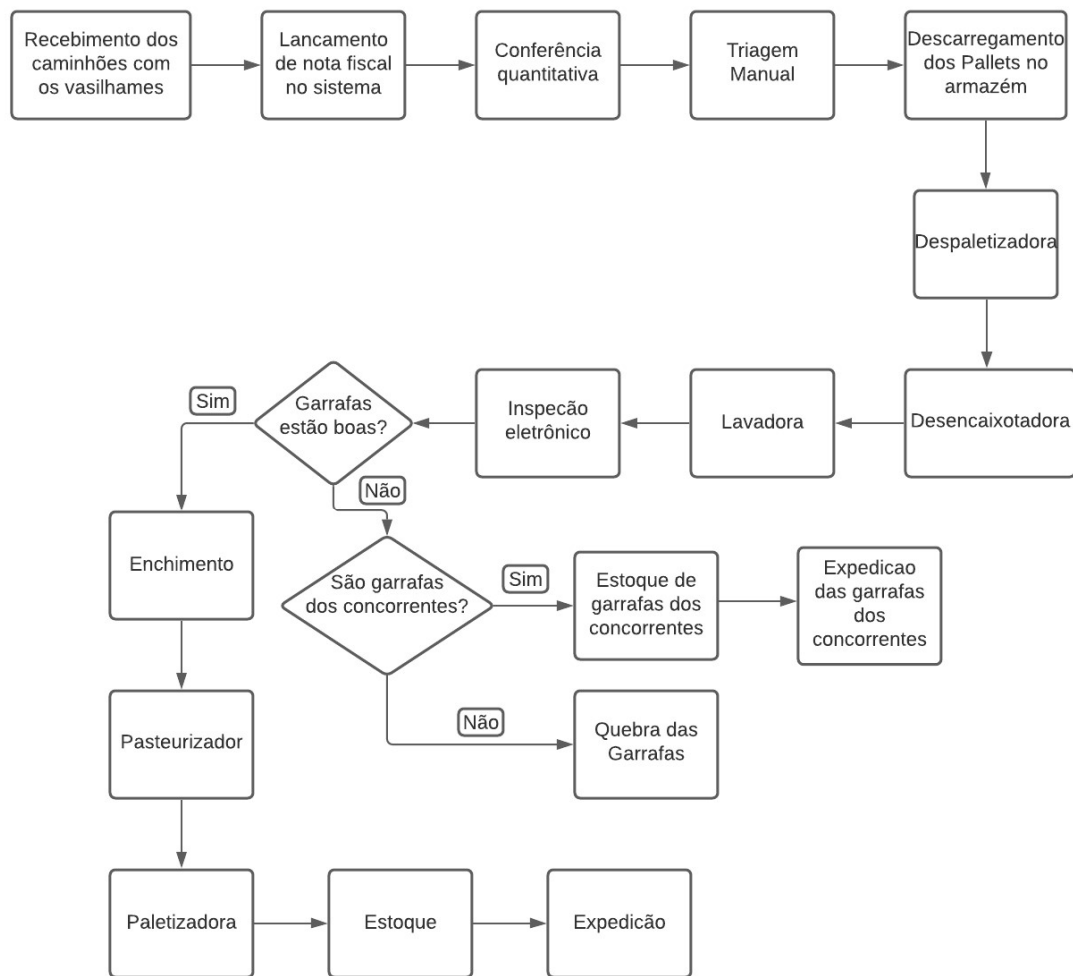 Recebimento dos
caminhões com
os vasilhames
Lancamento
de nota fiscal
no sistema
Conferência
quantitativa
Triagem
Manual
Descarregamento
dos Pallets no
armazém
Despaletizadora
Desencaixotadora
Lavadora
Inspecão
eletrônico
Garrafas
estão boas?
Sim
Não
Enchimento
São garrafas
dos concorrentes?
Sim
Estoque de
garrafas dos
concorrentes
Expedicao
das garrafas
dos
concorrentes
Não
Quebra das
Garrafas
Pasteurizador
Paletizadora
Estoque
Expedicão